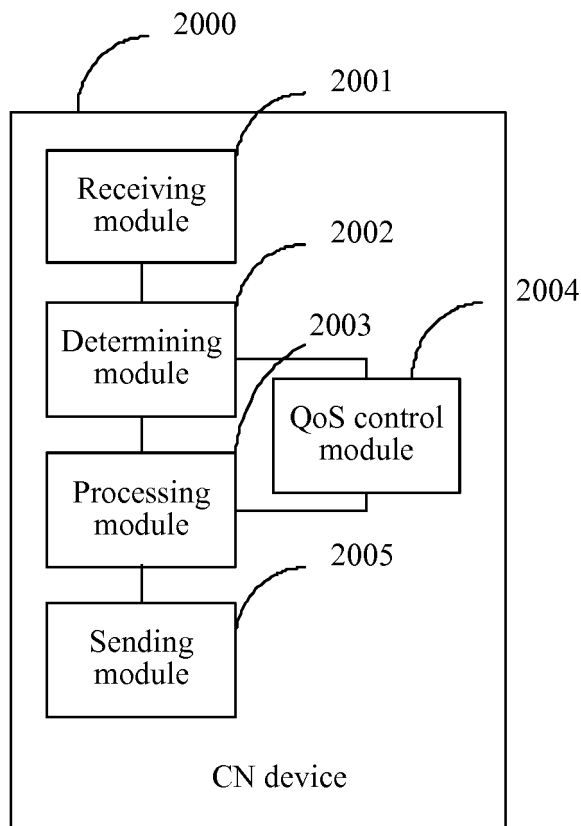 2000
2001
Receiving
module
2002
2004
Determining
module
2003
QoS control
module
Processing
module
2005
Sending
module
CN device